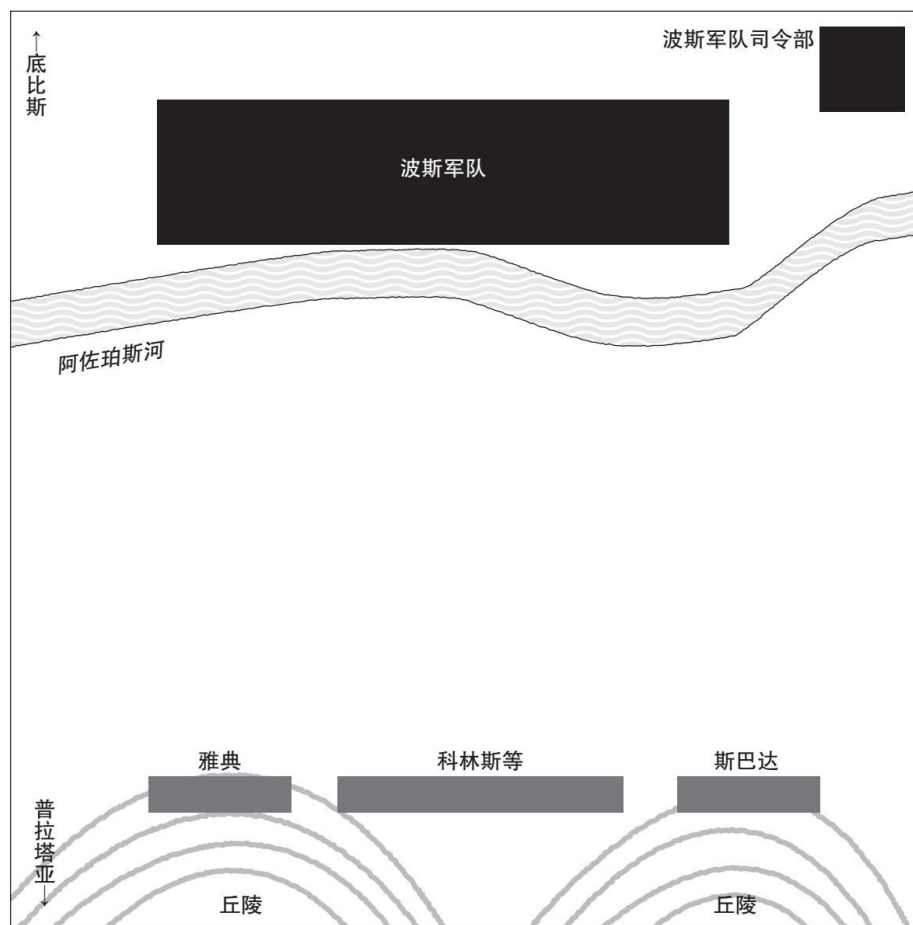 ↑底比斯
波斯军队司令部
波斯军队
阿佐珀斯河
雅典
科林斯等
斯巴达
普拉塔亚↓
丘陵
丘陵